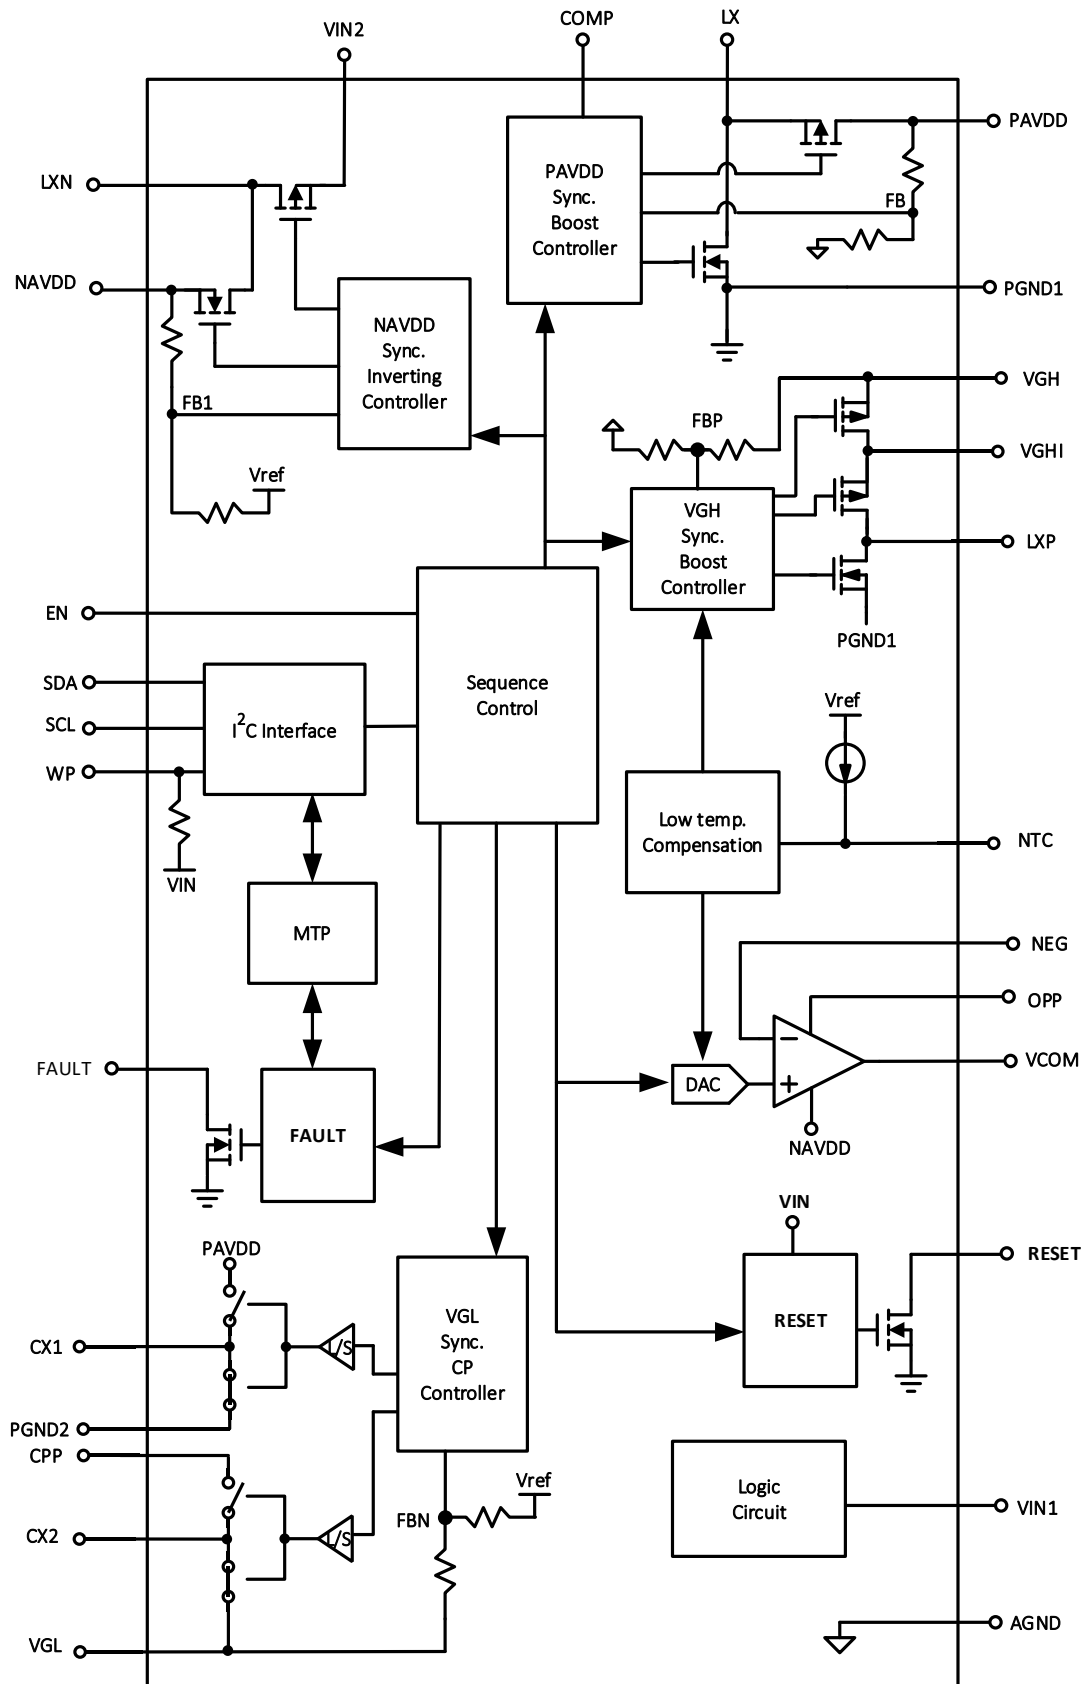 COMP
LX
VIN2
PAVDD
LXN
PAVDD
Sync.
Boost
Controller
FB
NAVDD
PGND1
NAVDD
Sync.
Inverting
Controller
FB1
VGH
FBP
VGHI
Vref
VGH
Sync.
Boost
Controller
LXP
EN
PGND1
SDA
SCL
WP
I2C Interface
Sequence
Control
Vref
Low temp.
Compensation
NTC
VIN
MTP
NEG
OPP
VCOM
FAULT
DAC
−
+
FAULT
NAVDD
VIN
PAVDD
RESET
VGL
Sync.
CP
Controller
RESET
CX1
L/S
PGND2
CPP
Vref
Logic
Circuit
VIN1
FBN
CX2
L/S
AGND
VGL